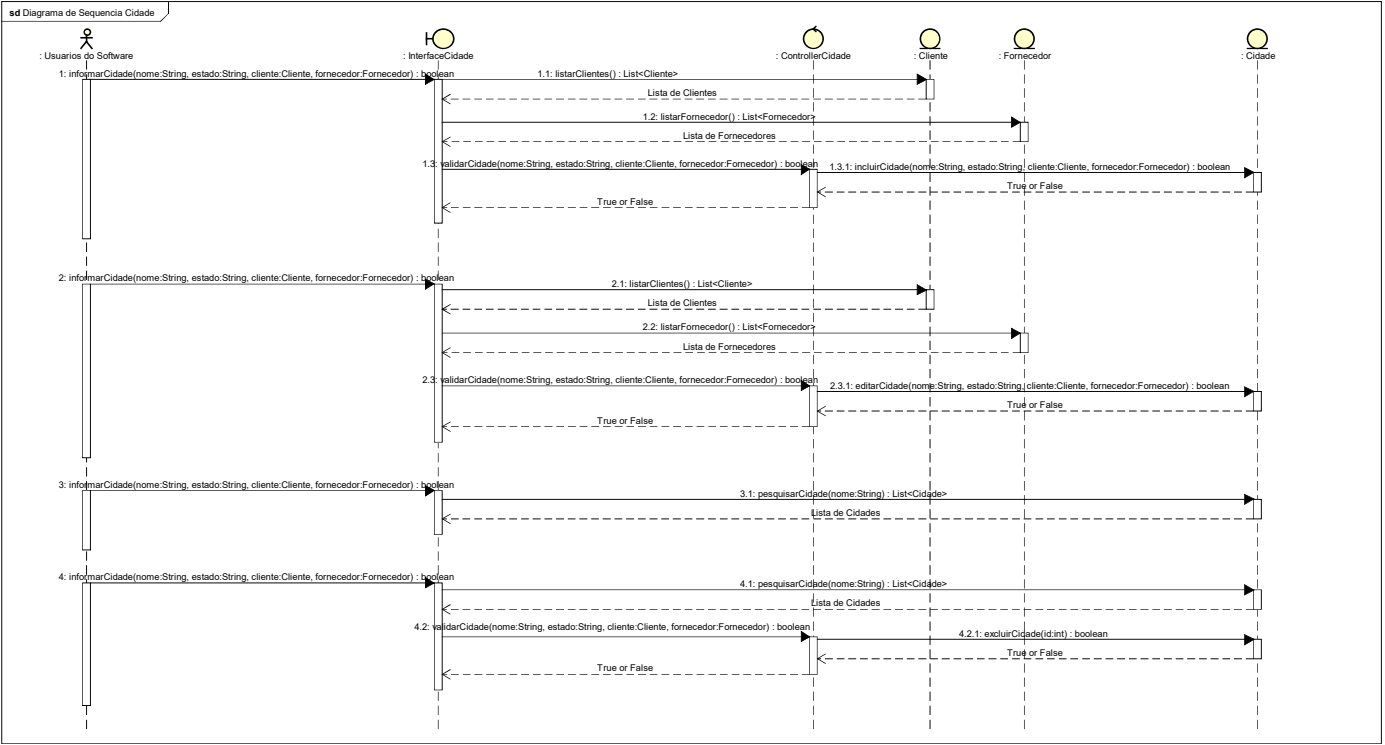 sd Diagrama de Sequencia Cidade
: Usuarios do Software
: InterfaceCidade
: ControllerCidade
: Cliente
: Fornecedor
: Cidade
1: informarCidade(nome:String, estado:String, cliente:Cliente, fornecedor:Fornecedor) : boolean
1.1: listarClientes() : List<Cliente>
Lista de Clientes
1.2: listarFornecedor() : List<Fornecedor>
Lista de Fornecedores
1.3: validarCidade(nome:String, estado:String, cliente:Cliente, fornecedor:Fornecedor) : boolean
1.3.1: incluirCidade(nome:String, estado:String, cliente:Cliente, fornecedor:Fornecedor) : boolean
True or False
True or False
2: informarCidade(nome:String, estado:String, cliente:Cliente, fornecedor:Fornecedor) : boolean
2.1: listarClientes() : List<Cliente>
Lista de Clientes
2.2: listarFornecedor() : List<Fornecedor>
Lista de Fornecedores
2.3: validarCidade(nome:String, estado:String, cliente:Cliente, fornecedor:Fornecedor) : boolean
2.3.1: editarCidade(nome:String, estado:String, cliente:Cliente, fornecedor:Fornecedor) : boolean
True or False
True or False
3: informarCidade(nome:String, estado:String, cliente:Cliente, fornecedor:Fornecedor) : boolean
3.1: pesquisarCidade(nome:String) : List<Cidade>
Lista de Cidades
4: informarCidade(nome:String, estado:String, cliente:Cliente, fornecedor:Fornecedor) : boolean
4.1: pesquisarCidade(nome:String) : List<Cidade>
Lista de Cidades
4.2: validarCidade(nome:String, estado:String, cliente:Cliente, fornecedor:Fornecedor) : boolean
4.2.1: excluirCidade(id:int) : boolean
True or False
True or False